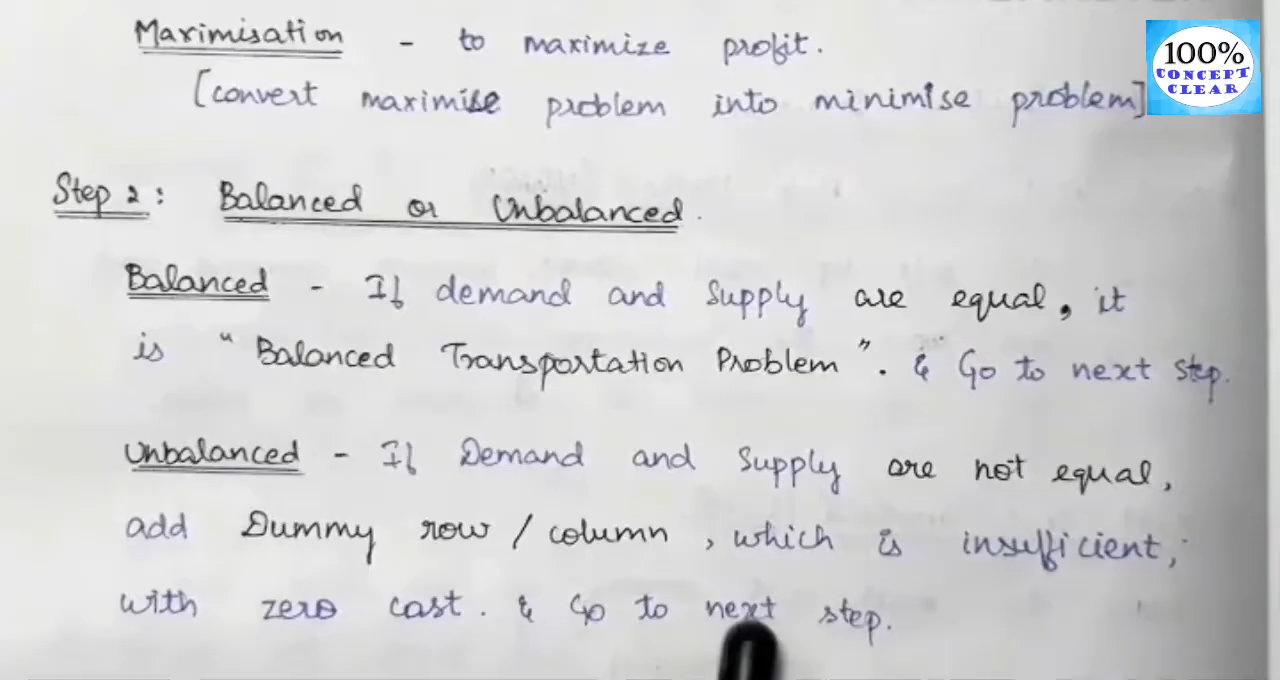 Maximisation - to maximize profit.
100%
CONCEPT
CLEAR
[convert maximise problem into minimise problem]
Step 2: Balanced or Unbalanced.
Balanced - If demand and supply are equal, it
is "Balanced Transportation Problem". & Go to next step.
Unbalanced - If Demand and Supply are not equal,
add Dummy row / column, which is insufficient,
with zero cast. & Go to next step.